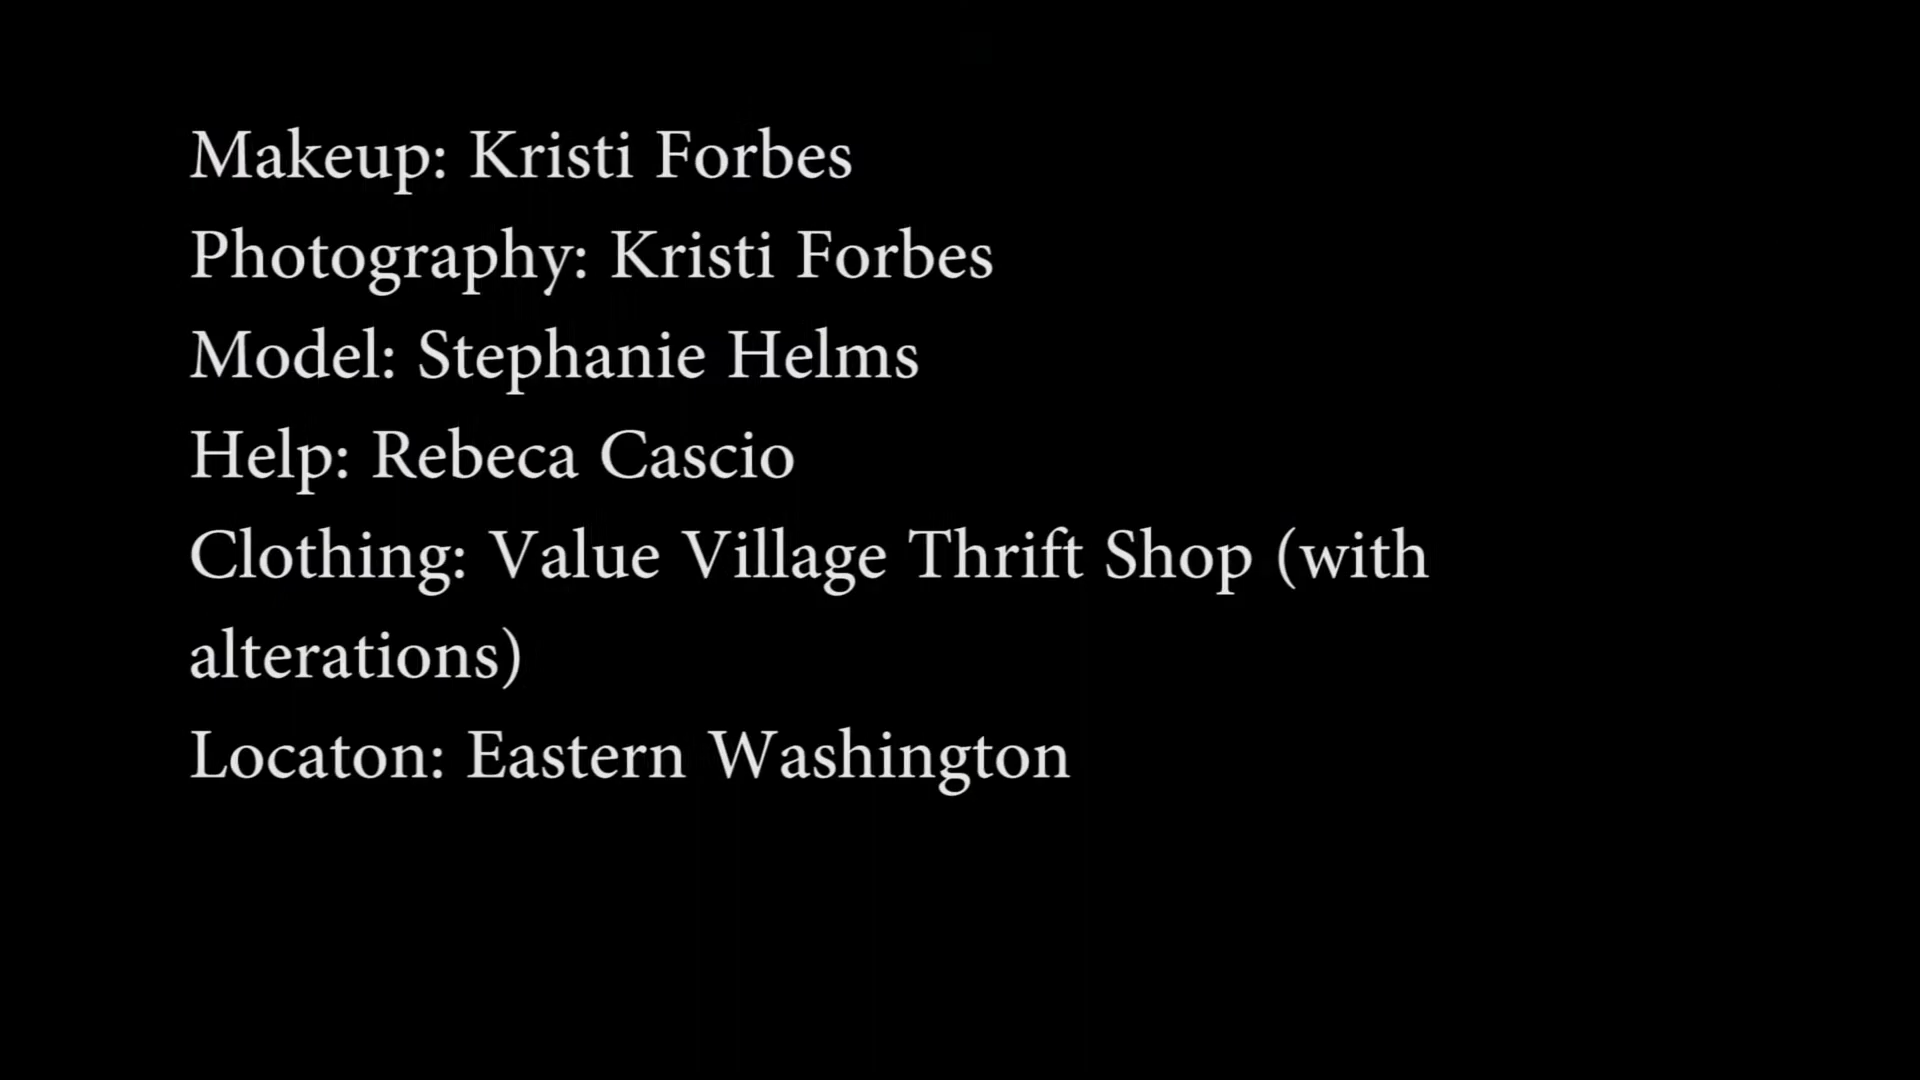 Makeup: Kristi Forbes
Photography: Kristi Forbes
Model: Stephanie Helms
Help: Rebeca Cascio
Clothing: Value Village Thrift Shop (with
alterations)
Locaton: Eastern Washington